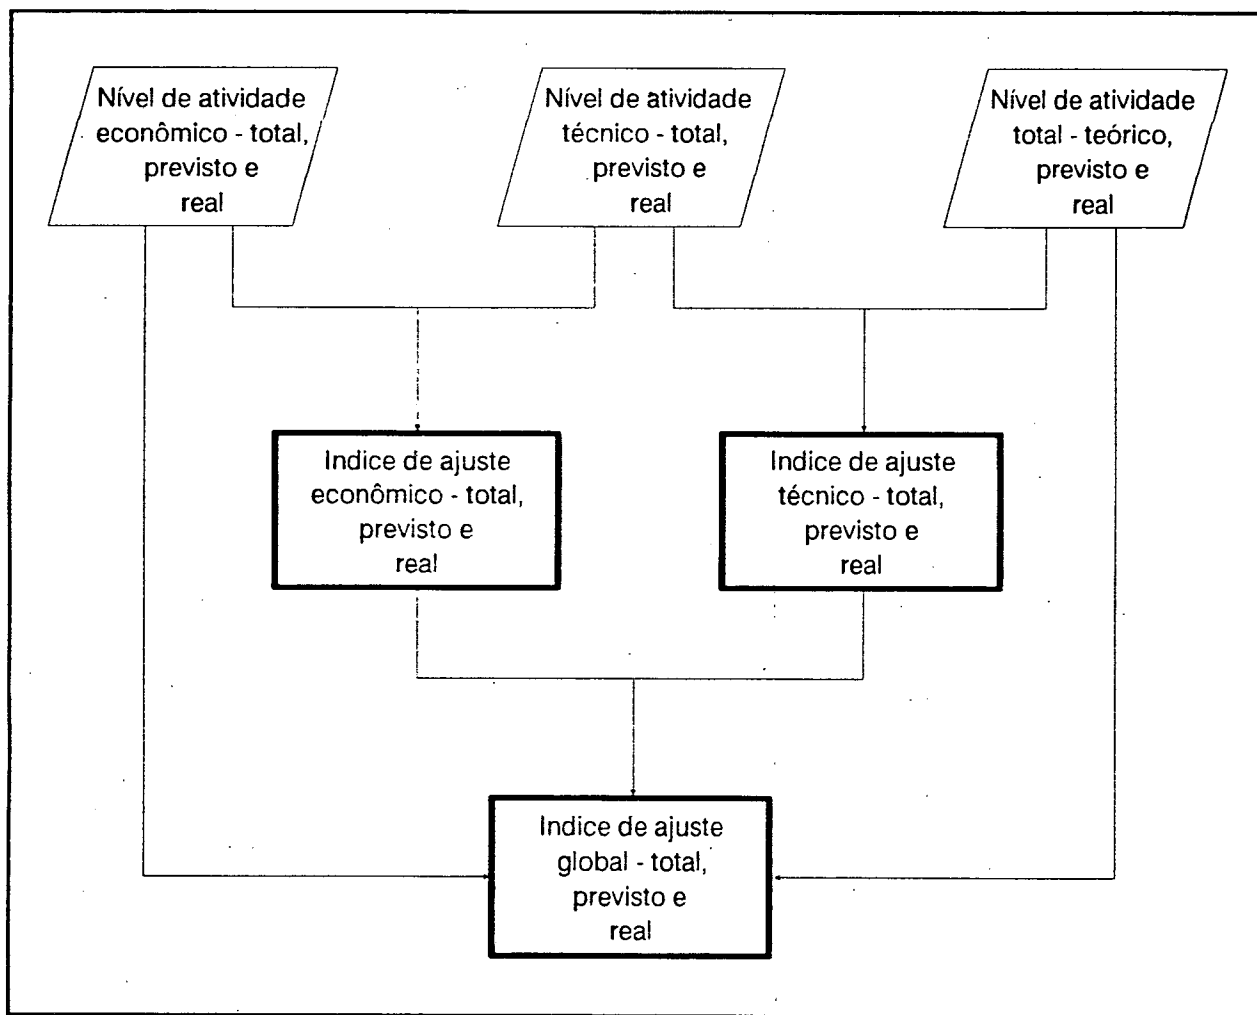 Nível de atividade
econômico - total,
previsto e
real
Nível de atividade
técnico - total,
previsto e
real
Nível de atividade
total - teórico,
previsto e
real
Indice de ajuste
econômico - total,
previsto e
real
Indice de ajuste
técnico - total,
previsto e
real
Indice de ajuste
global - total,
previsto e
real